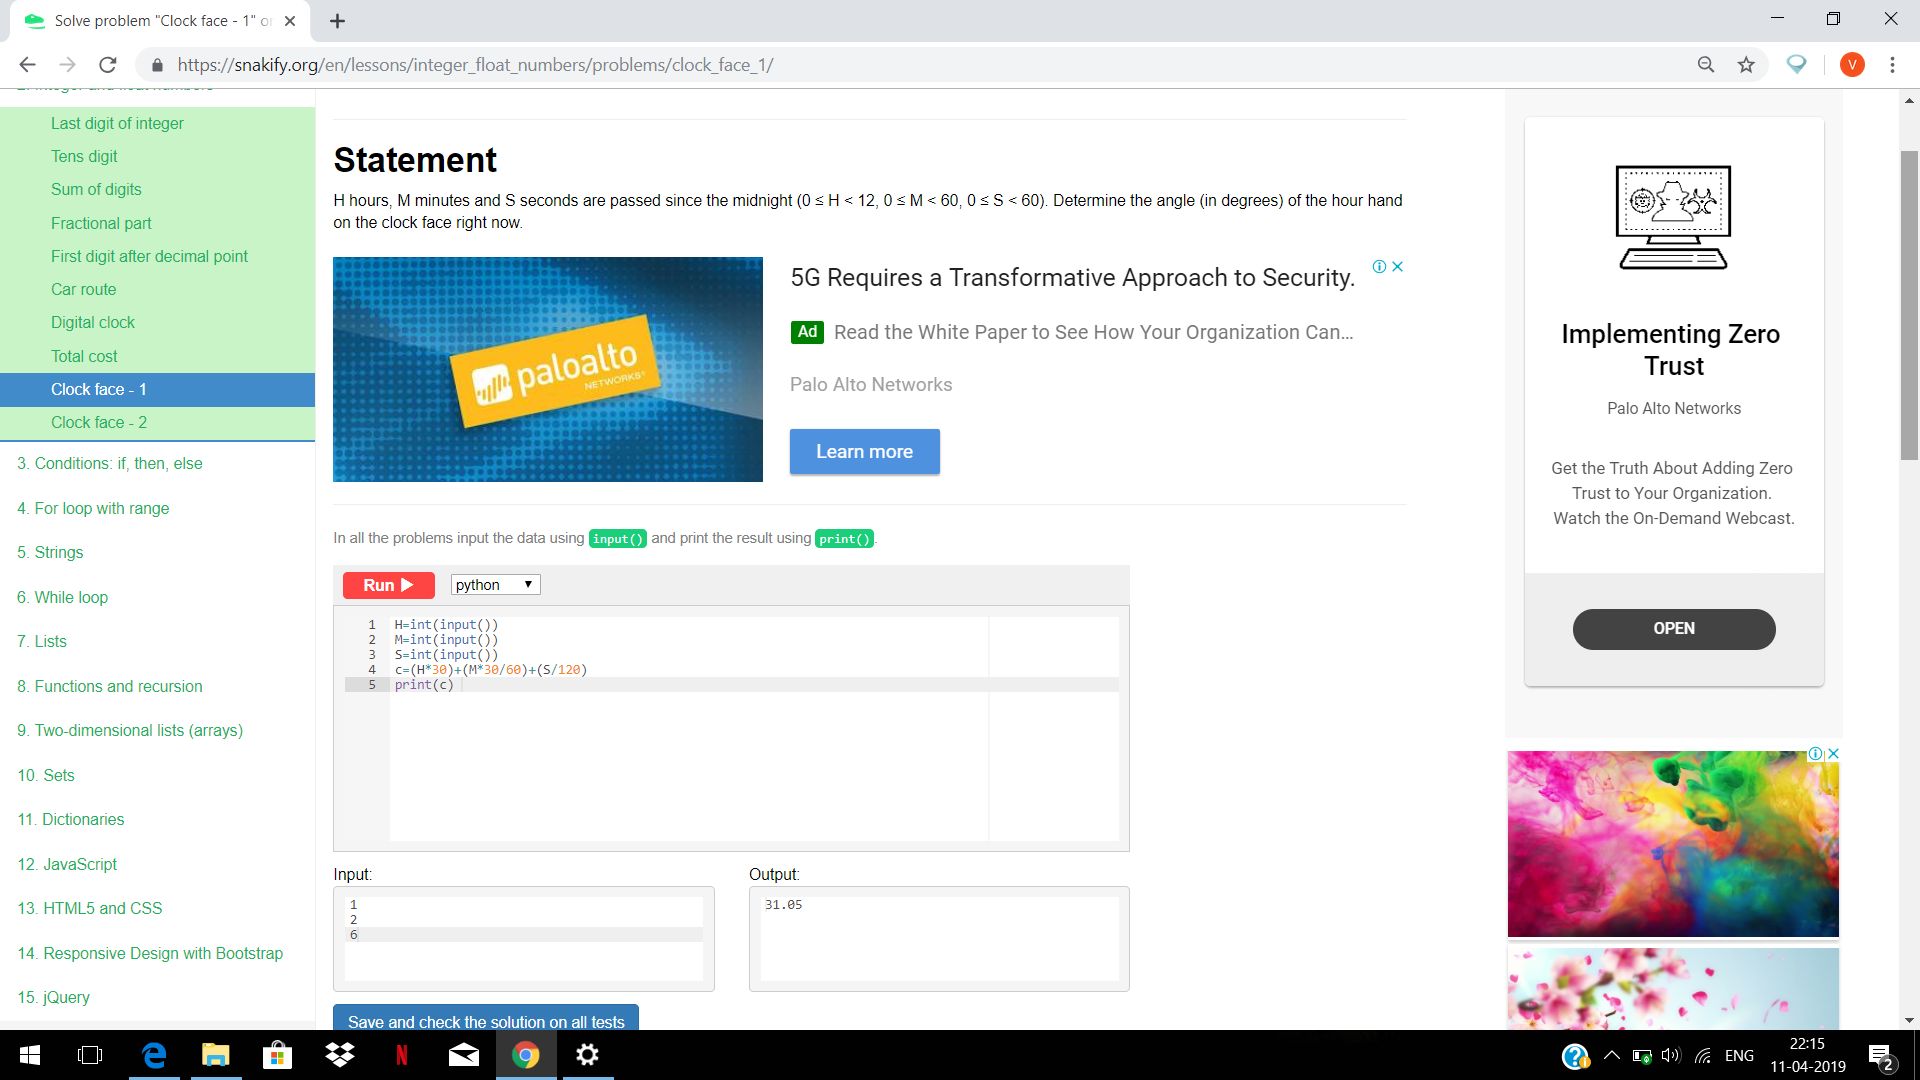 Solve problem "Clock face - 1" or
https://snakify.org/en/lessons/integer_float_numbers/problems/clock_face_1/
V
2. Integer and float numbers
Last digit of integer
Tens digit
Sum of digits
Fractional part
First digit after decimal point
Car route
Digital clock
Total cost
Clock face - 1
Clock face - 2
3. Conditions: if, then, else
4. For loop with range
5. Strings
6. While loop
7. Lists
8. Functions and recursion
9. Two-dimensional lists (arrays)
10. Sets
11. Dictionaries
12. JavaScript
13. HTML5 and CSS
14. Responsive Design with Bootstrap
15. jQuery
Statement
H hours, M minutes and S seconds are passed since the midnight (0 ≤ H < 12, 0 ≤ M < 60, 0 ≤ S < 60). Determine the angle (in degrees) of the hour hand
on the clock face right now.
paloalto
NETWORKS
5G Requires a Transformative Approach to Security.
Ad Read the White Paper to See How Your Organization Can...
Palo Alto Networks
Learn more
In all the problems input the data using input() and print the result using print().
Run
python
1 H=int(input())
2 M=int(input())
3 S=int(input())
4 c=(H*30)+(M*30/60)+(S/120)
5 print(c)
Input:
1
2
6
Output:
31.05
Save and check the solution on all tests
Implementing Zero
Trust
Palo Alto Networks
Get the Truth About Adding Zero
Trust to Your Organization.
Watch the On-Demand Webcast.
OPEN
ENG
22:15
11-04-2019
2